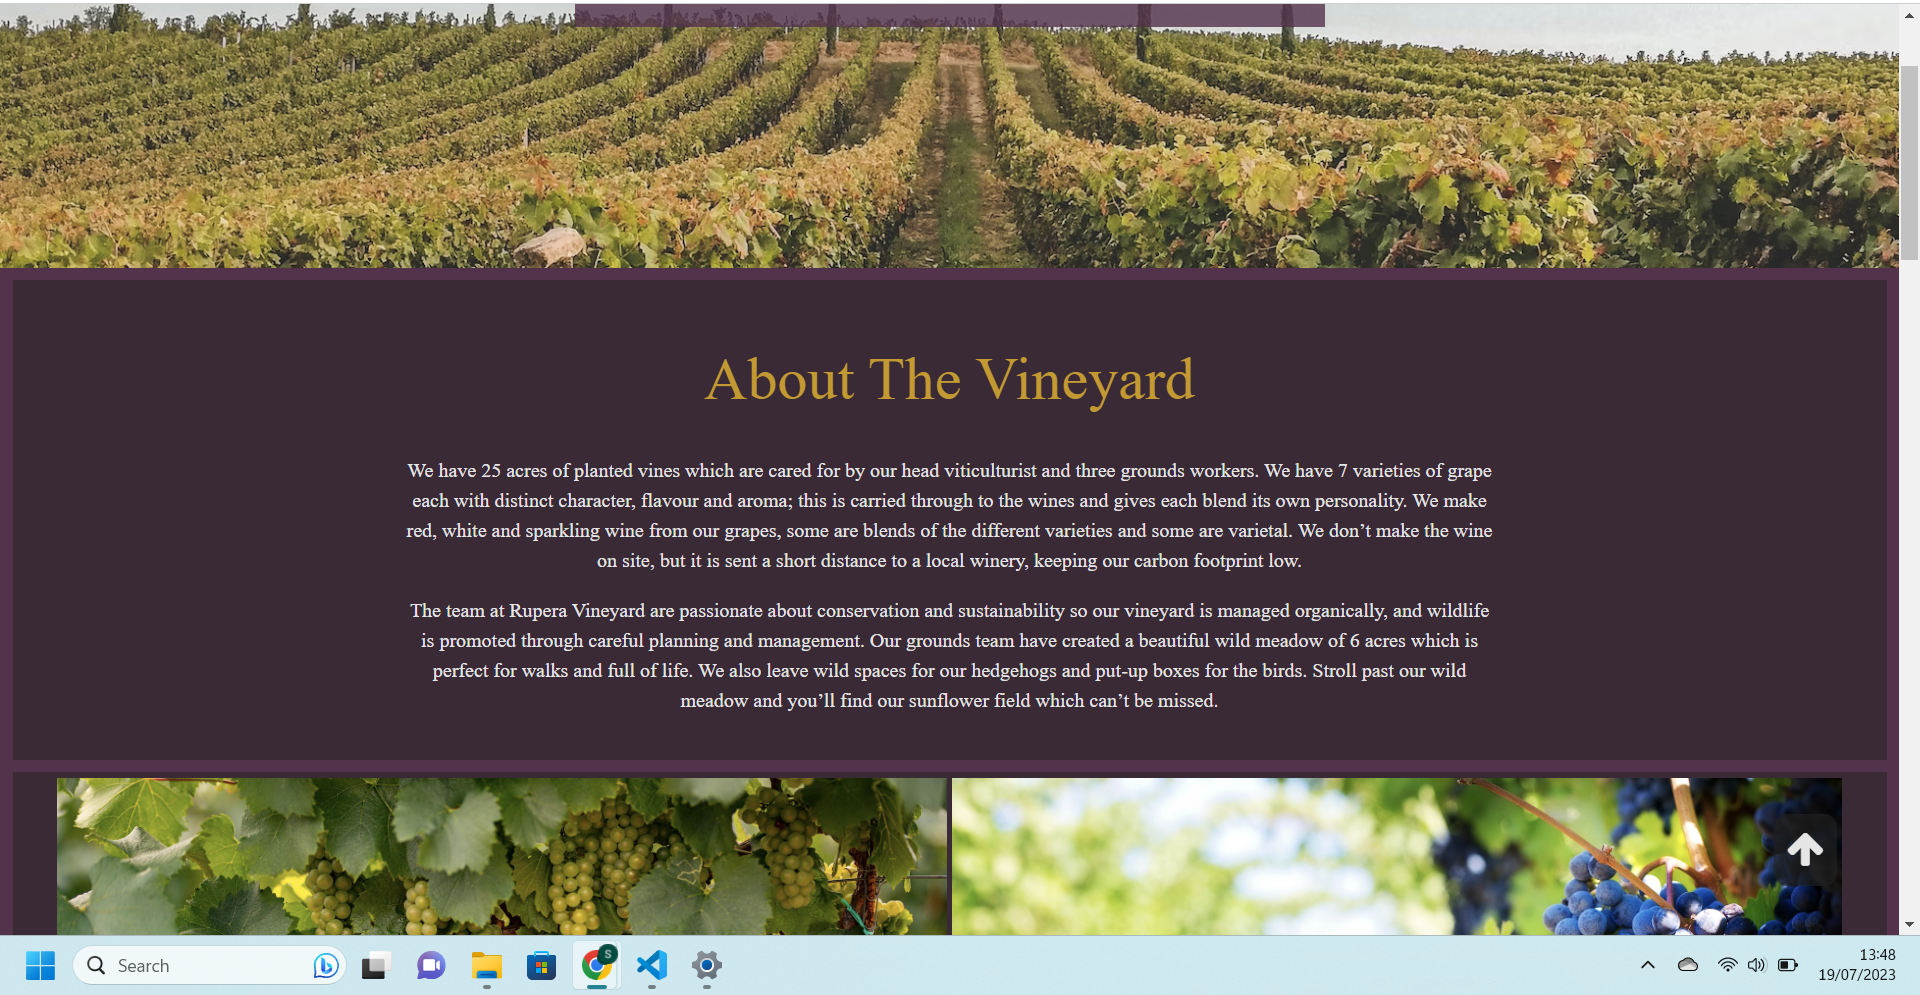 About The Vineyard
We have 25 acres of planted vines which are cared for by our head viticulturist and three grounds workers. We have 7 varieties of grape
each with distinct character, flavour and aroma; this is carried through to the wines and gives each blend its own personality. We make
red, white and sparkling wine from our grapes, some are blends of the different varieties and some are varietal. We don’t make the wine
on site, but it is sent a short distance to a local winery, keeping our carbon footprint low.
The team at Rupera Vineyard are passionate about conservation and sustainability so our vineyard is managed organically, and wildlife
is promoted through careful planning and management. Our grounds team have created a beautiful wild meadow of 6 acres which is
perfect for walks and full of life. We also leave wild spaces for our hedgehogs and put-up boxes for the birds. Stroll past our wild
meadow and you’ll find our sunflower field which can’t be missed.
Search
S
13:48
19/07/2023